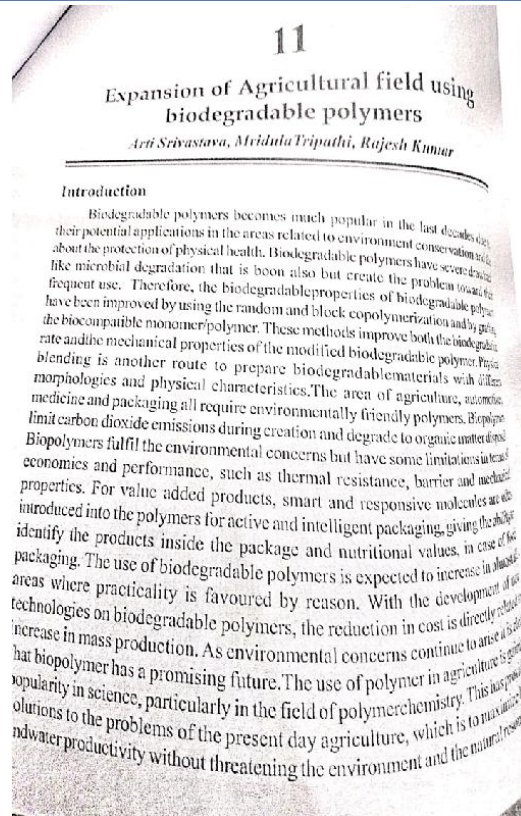 11
Expansion of Agricultural field using
biodegradable polymers
Arti Srivastava, Mridula Tripathi, Rajesh Kumar
Introduction
Biodegradable polymers becomes much popular in the last decades
their potential applications in the areas related to environment conservation
about the protection of physical health. Biodegradable polymers have severe
like microbial degradation that is boon also but create the problem toward
frequent use. Therefore, the biodegradableproperties of biodegradable
have been improved by using the random and block copolymerization and by
the biocompatible monomer/polymer. These methods improve both the
rate andthe mechanical properties of the modified biodegradable polymer.
blending is another route to prepare biodegradablematerials with
morphologies and physical characteristics.The area of agriculture,
medicine and packaging all require environmentally friendly polymers.
limit carbon dioxide emissions during creation and degrade to organic matter
Biopolymers fulfil the environmental concerns but have some limitations in
economics and performance, such as thermal resistance, barrier and
properties. For value added products, smart and responsive molecules are
introduced into the polymers for active and intelligent packaging, giving the
identify the products inside the package and nutritional values, in case of
packaging. The use of biodegradable polymers is expected to increase in
areas where practicality is favoured by reason. With the development of
technologies on biodegradable polymers, the reduction in cost is directly
increase in mass production. As environmental concerns continue to arise
hat biopolymer has a promising future.The use of polymer in agriculture is
opularity in science, particularly in the field of polymerchemistry. This has
olutions to the problems of the present day agriculture, which is to
ndwater productivity without threatening the environment and the natural